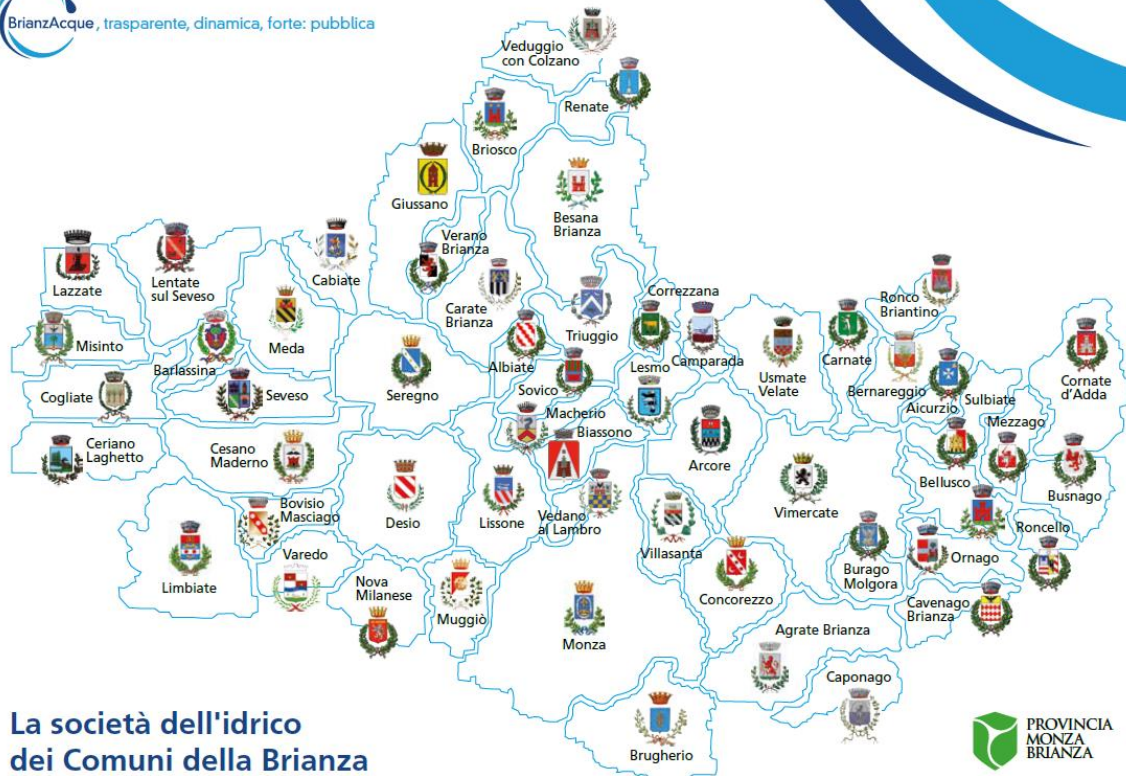 BrianzAcque, trasparente, dinamica, forte: pubblica
Veduggio
con Colzano
Renate
Briosco
Giussano
Besana
Brianza
Verano
Brianza
Cabiate
Lazzate
Lentate
sul Seveso
Carate
Brianza
Triuggio
Correzzana
Ronco
Briantino
Misinto
Meda
Barlassina
Albiate
Lesmo
Camparada
Usmate
Velate
Carnate
Bernareggio
Cornate
d'Adda
Cogliate
Seveso
Seregno
Sovico
Aicurzio
Sulbiate
Mezzago
Macherio
Biassono
Ceriano
Laghetto
Cesano
Maderno
Arcore
Bellusco
Busnago
Bovisio
Masciago
Desio
Lissone
Vedano
al Lambro
Villasanta
Vimercate
Roncello
Ornago
Limbiate
Varedo
Nova
Milanese
Muggiò
Monza
Concorezzo
Burago
Molgora
Cavenago
Brianza
Agrate Brianza
Caponago
Brugherio
La società dell'idrico
dei Comuni della Brianza
PROVINCIA
MONZA
BRIANZA